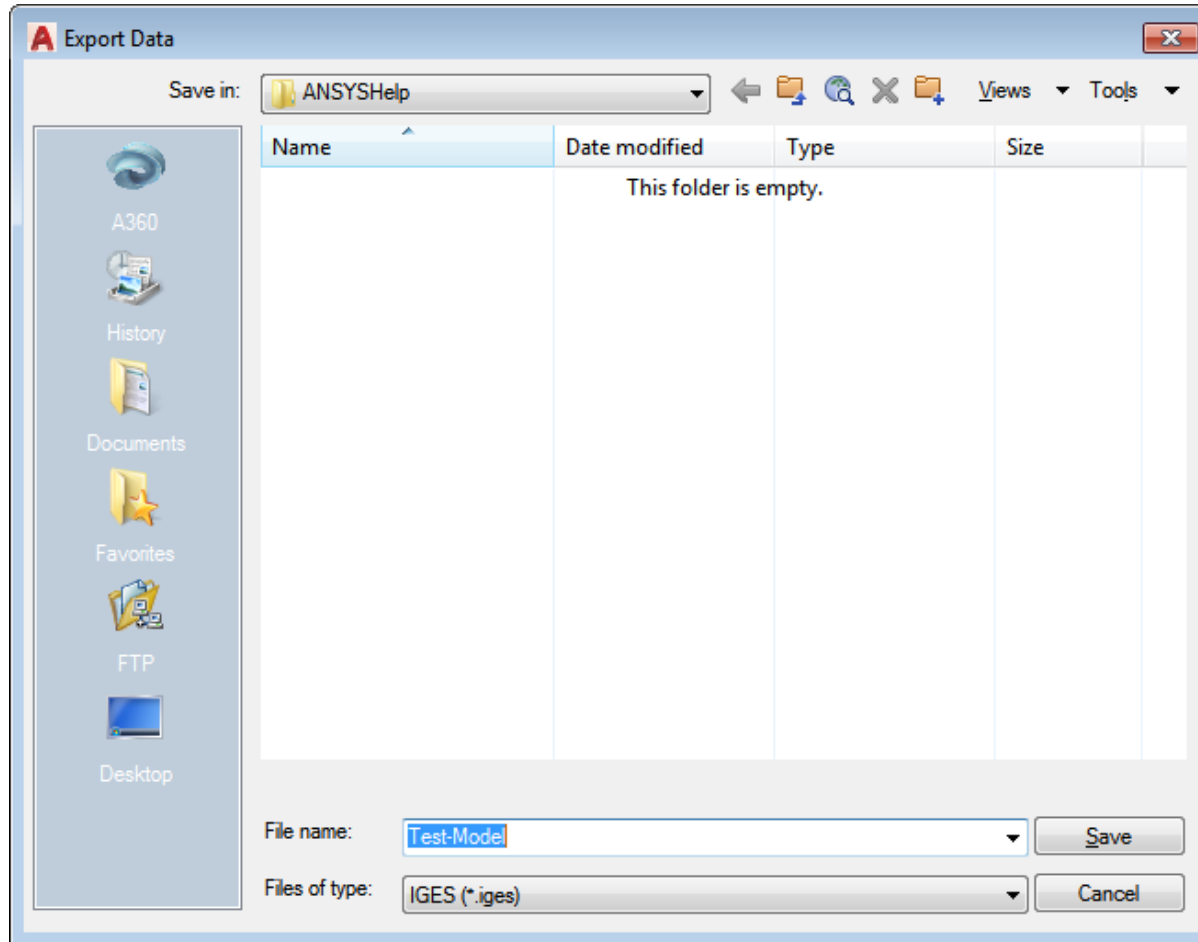 Export Data
Save in: ANSYSHelp Views Tools
Name Date modified Type Size
This folder is empty.
A360
History
Documents
Favorites
FTP
Desktop
File name: Test-Model Save
Files of type: IGES (*.iges) Cancel